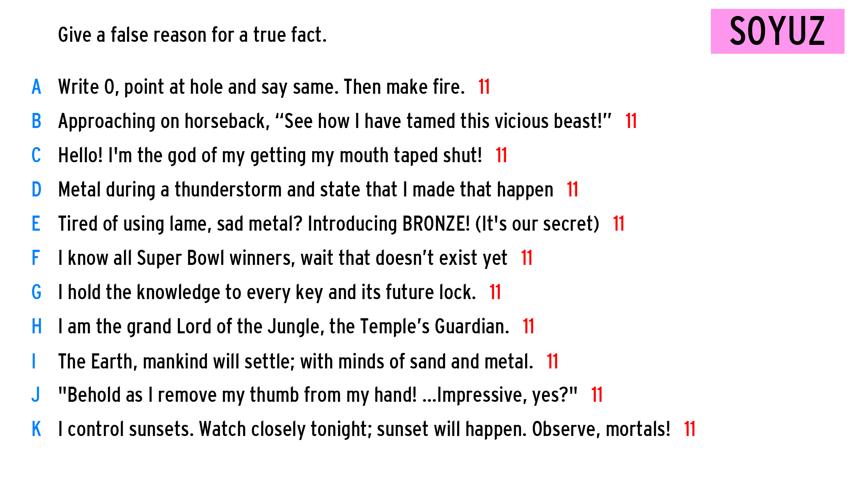 Give a false reason for a true fact.
SOYUZ
A Write O, point at hole and say same. Then make fire. 11
B Approaching on horseback, “See how I have tamed this vicious beast!” 11
C Hello! I'm the god of my getting my mouth taped shut! 11
D Metal during a thunderstorm and state that I made that happen 11
E Tired of using lame, sad metal? Introducing BRONZE! (It's our secret) 11
F I know all Super Bowl winners, wait that doesn’t exist yet 11
G I hold the knowledge to every key and its future lock. 11
H I am the grand Lord of the Jungle, the Temple’s Guardian. 11
I The Earth, mankind will settle; with minds of sand and metal. 11
J "Behold as I remove my thumb from my hand! ...Impressive, yes?" 11
K I control sunsets. Watch closely tonight; sunset will happen. Observe, mortals! 11